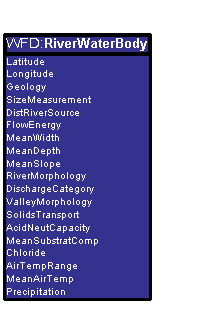 WFD:RiverWaterBody
Latitude
Longitude
Geology
SizeMeasurement
DistRiverSource
FlowEnergy
MeanWidth
MeanDepth
MeanSlope
RiverMorphology
DischargeCategory
ValleyMorphology
SolidsTransport
AcidNeutCapacity
MeanSubstratComp
Chloride
AirTempRange
MeanAirTemp
Precipitation